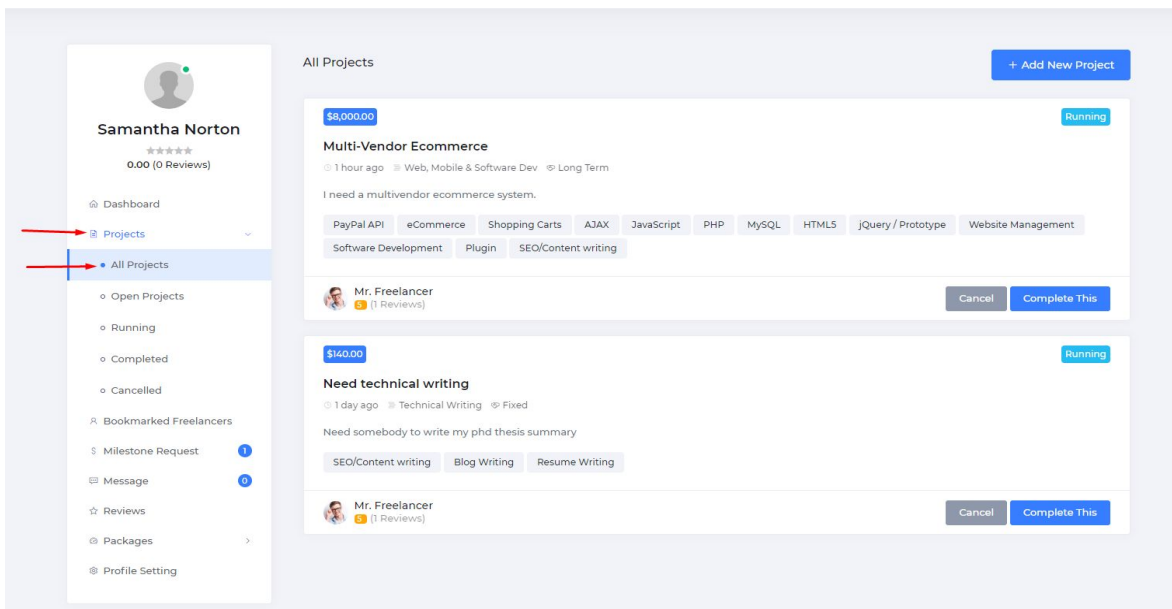 Samantha Norton
0.00 (0 Reviews)
Dashboard
Projects
All Projects
Open Projects
Running
Completed
Cancelled
Bookmarked Freelancers
Milestone Request 1
Message 0
Reviews
Packages
Profile Setting
All Projects
+ Add New Project
$8,000.00 Running
Multi-Vendor Ecommerce
1 hour ago Web, Mobile & Software Dev Long Term
I need a multivendor ecommerce system.
PayPal API eCommerce Shopping Carts AJAX JavaScript PHP MySQL HTML5 jQuery / Prototype Website Management
Software Development Plugin SEO/Content writing
Mr. Freelancer
5 (1 Reviews)
Cancel Complete This
$140.00 Running
Need technical writing
1 day ago Technical Writing Fixed
Need somebody to write my phd thesis summary
SEO/Content writing Blog Writing Resume Writing
Mr. Freelancer
5 (1 Reviews)
Cancel Complete This